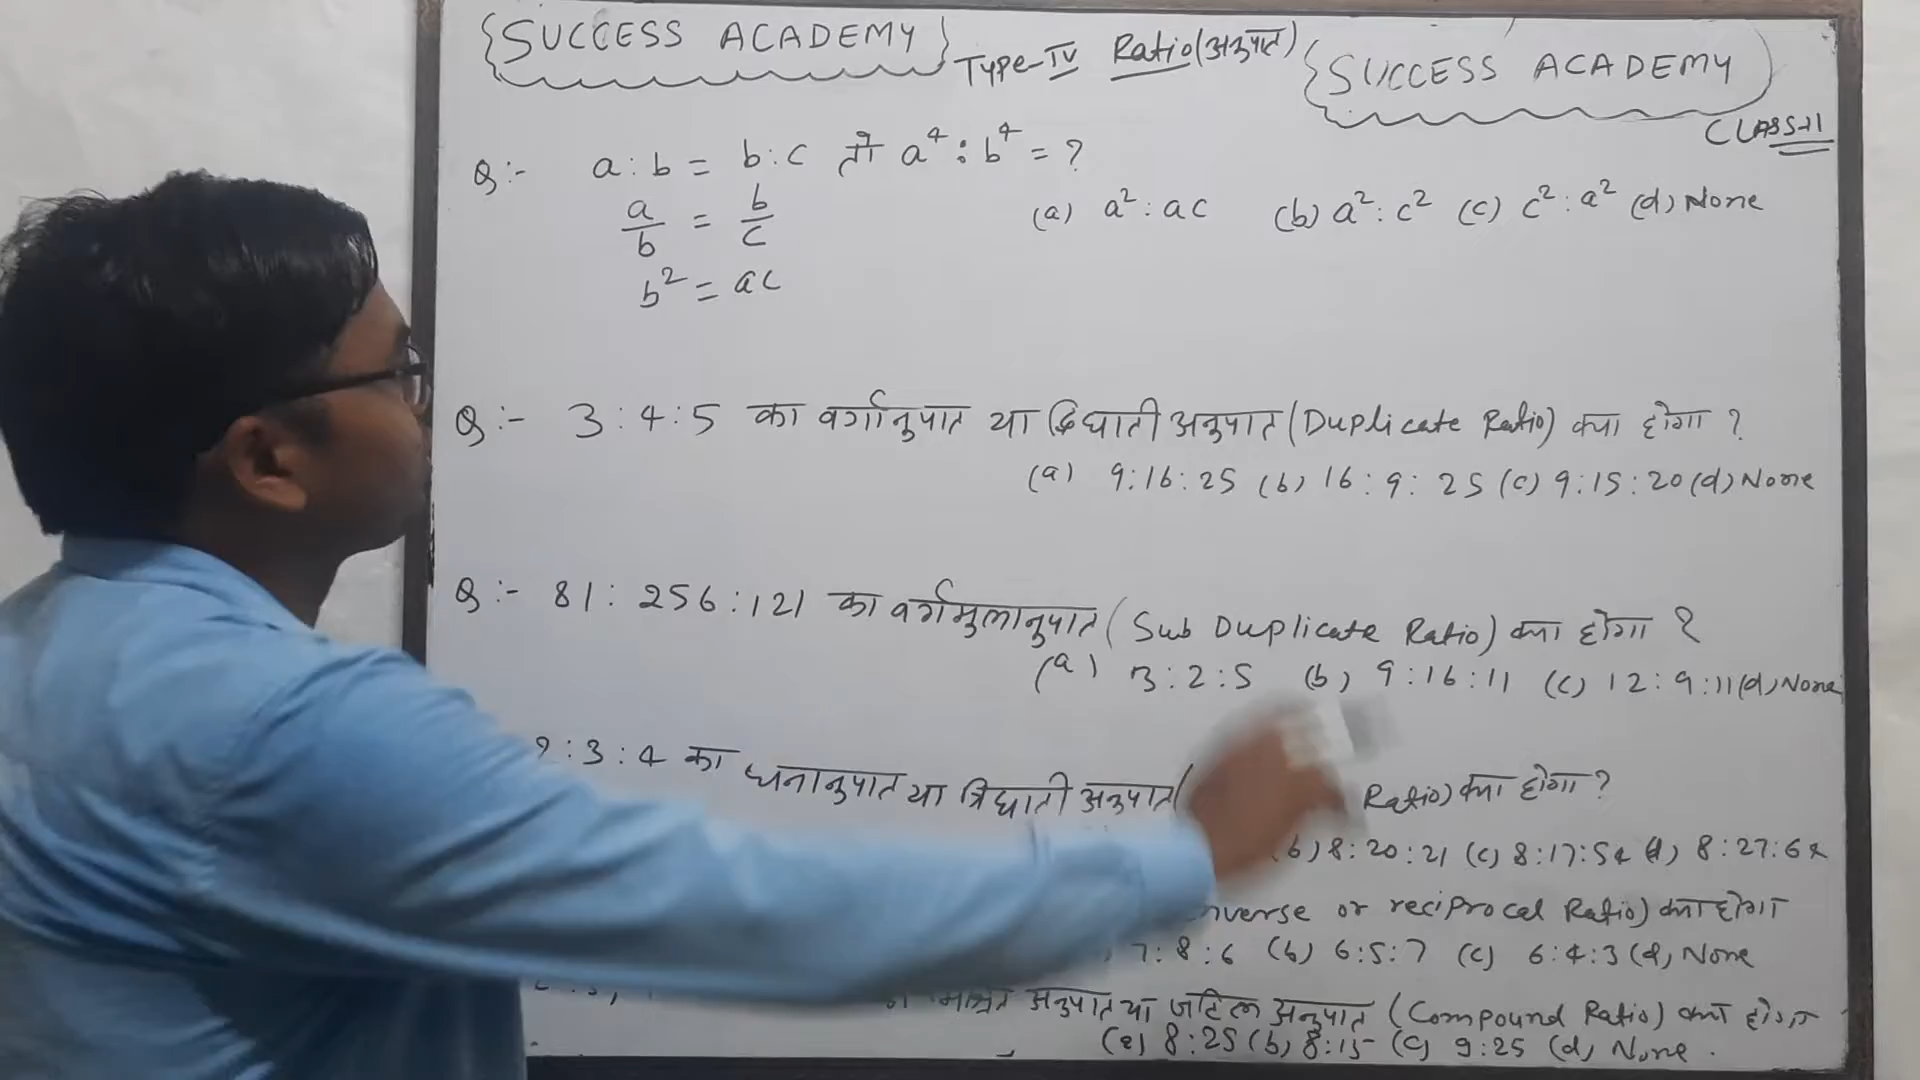 SUCCESS ACADEMY Type-IV Ratio (अनुपात) SUCCESS ACADEMY
CLASS-11
Q:- a:b = b:c तो a⁴:b⁴ = ?
a/b = b/c
(a) a²:ac (b) a²:c² (c) c²:a² (d) None
b² = ac
Q:- 3:4:5 का वर्गानुपात या द्विघाती अनुपात (Duplicate Ratio) क्या होगा ?
(a) 9:16:25 (b) 16:9:25 (c) 9:15:20 (d) None
Q:- 81:256:121 का वर्गमुलानुपात (Sub Duplicate Ratio) क्या होगा ?
(a) 3:2:5 (b) 9:16:11 (c) 12:9:11 (d) None
2:3:4 का घनानुपात या त्रिघाती अनुपात ( Ratio) क्या होगा ?
(b) 8:20:21 (c) 8:17:54 (d) 8:27:64
nverse or reciprocal Ratio) क्या होगा
7:8:6 (b) 6:5:7 (c) 6:4:3 (d) None
मिश्रित अनुपात या जटिल अनुपात (Compound Ratio) क्या होगा
(a) 8:25 (b) 8:15 (c) 9:25 (d) None.